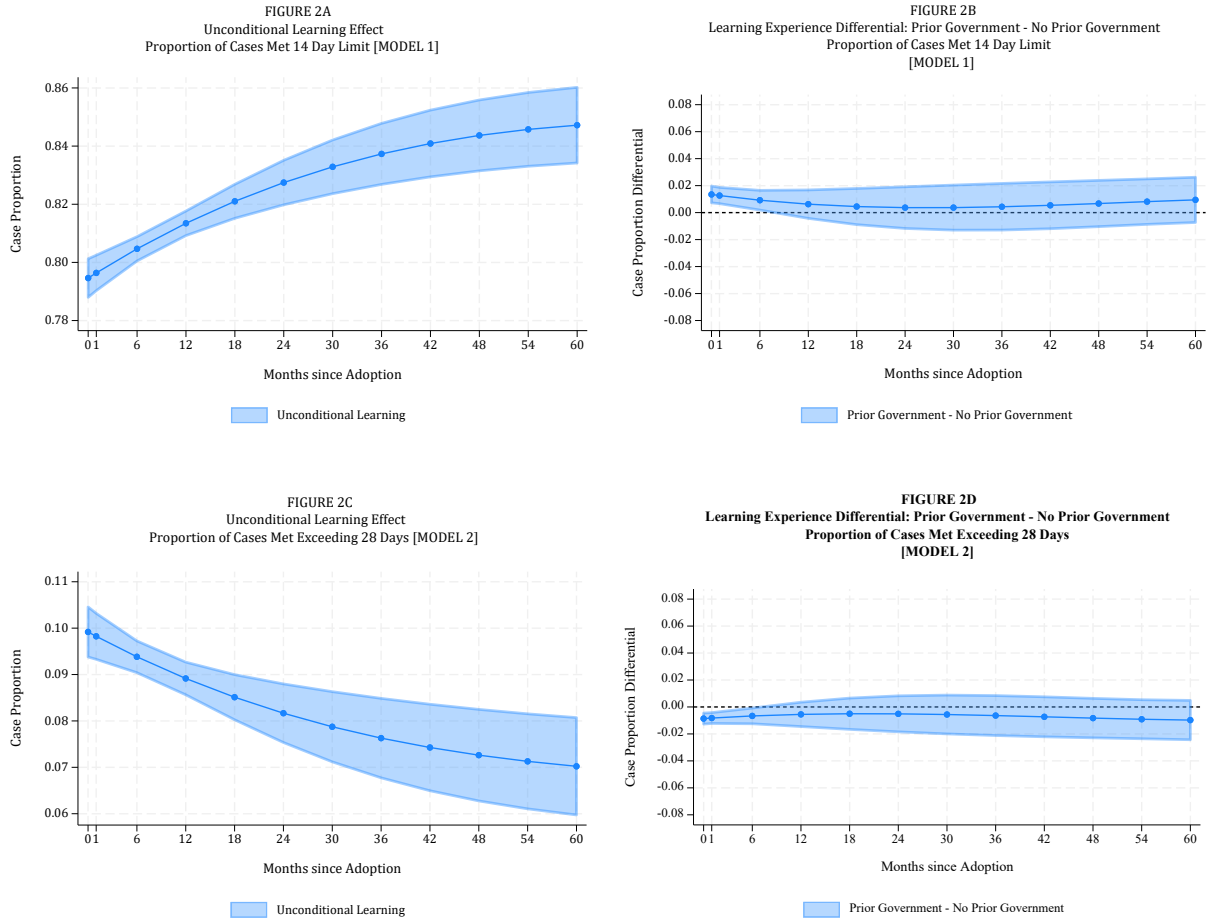 FIGURE 2A
Unconditional Learning Effect
Proportion of Cases Met 14 Day Limit [MODEL 1]
0.86
0.84
0.82
0.80
0.78
Case Proportion
0 1 6 12 18 24 30 36 42 48 54 60
Months since Adoption
Unconditional Learning
FIGURE 2B
Learning Experience Differential: Prior Government - No Prior Government
Proportion of Cases Met 14 Day Limit
[MODEL 1]
0.08
0.06
0.04
0.02
0.00
-0.02
-0.04
-0.06
-0.08
Case Proportion Differential
0 1 6 12 18 24 30 36 42 48 54 60
Months since Adoption
Prior Government - No Prior Government
FIGURE 2C
Unconditional Learning Effect
Proportion of Cases Met Exceeding 28 Days [MODEL 2]
0.11
0.10
0.09
0.08
0.07
0.06
Case Proportion
0 1 6 12 18 24 30 36 42 48 54 60
Months since Adoption
Unconditional Learning
FIGURE 2D
Learning Experience Differential: Prior Government - No Prior Government
Proportion of Cases Met Exceeding 28 Days
[MODEL 2]
0.08
0.06
0.04
0.02
0.00
-0.02
-0.04
-0.06
-0.08
Case Proportion Differential
0 1 6 12 18 24 30 36 42 48 54 60
Months since Adoption
Prior Government - No Prior Government